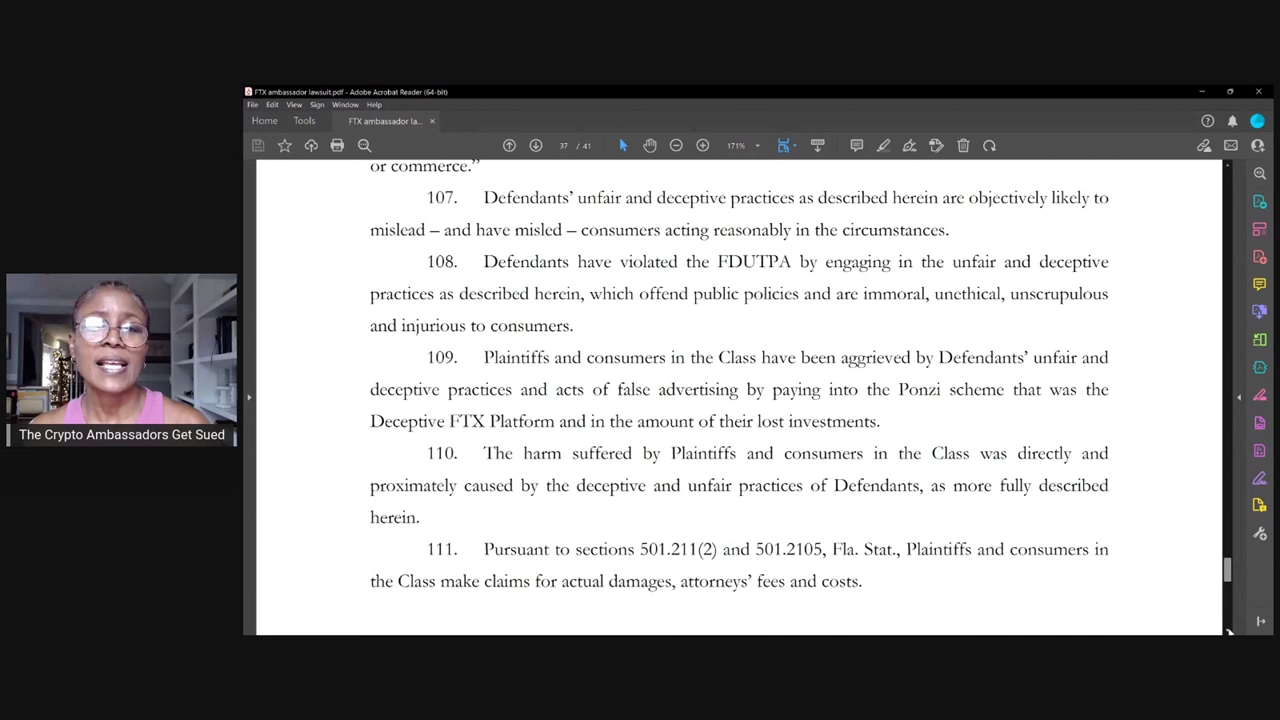 FTX ambassador lawsuit.pdf - Adobe Acrobat Reader (64-bit)
File Edit View Sign Window Help
Home Tools FTX ambassador la... ×
37 / 41 171%
or commerce.”
107. Defendants’ unfair and deceptive practices as described herein are objectively likely to
mislead – and have misled – consumers acting reasonably in the circumstances.
108. Defendants have violated the FDUTPA by engaging in the unfair and deceptive
practices as described herein, which offend public policies and are immoral, unethical, unscrupulous
and injurious to consumers.
109. Plaintiffs and consumers in the Class have been aggrieved by Defendants’ unfair and
deceptive practices and acts of false advertising by paying into the Ponzi scheme that was the
Deceptive FTX Platform and in the amount of their lost investments.
110. The harm suffered by Plaintiffs and consumers in the Class was directly and
proximately caused by the deceptive and unfair practices of Defendants, as more fully described
herein.
111. Pursuant to sections 501.211(2) and 501.2105, Fla. Stat., Plaintiffs and consumers in
the Class make claims for actual damages, attorneys’ fees and costs.
The Crypto Ambassadors Get Sued